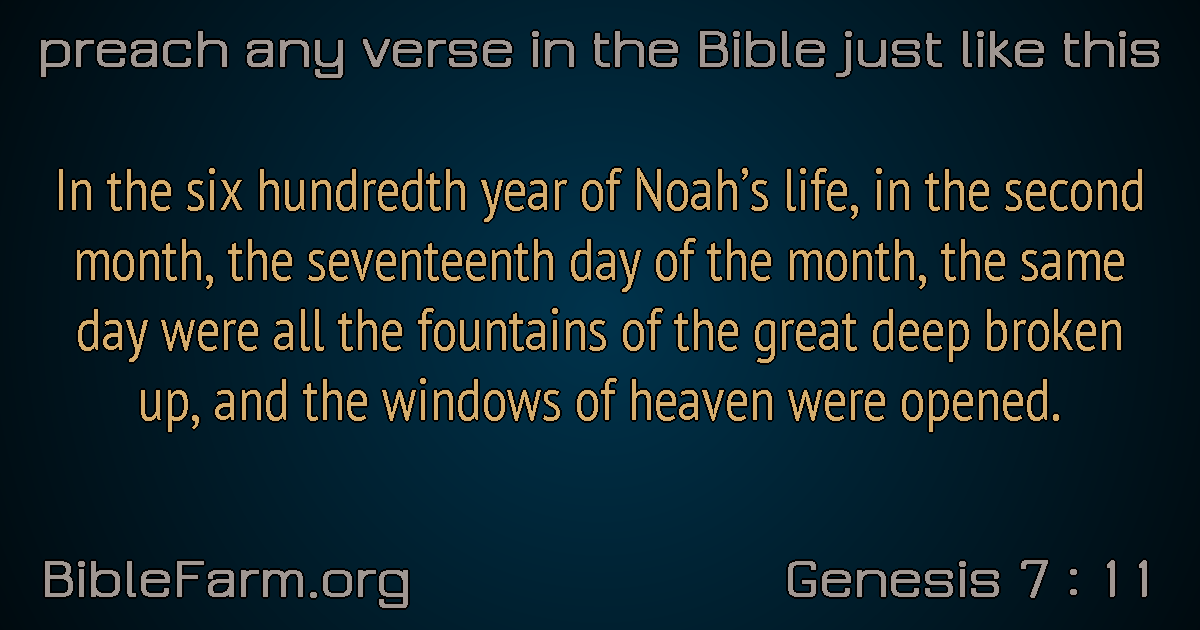 preach any verse in the Bible just like this
In the six hundredth year of Noah’s life, in the second
month, the seventeenth day of the month, the same
day were all the fountains of the great deep broken
up, and the windows of heaven were opened.
BibleFarm.org
Genesis 7 : 11